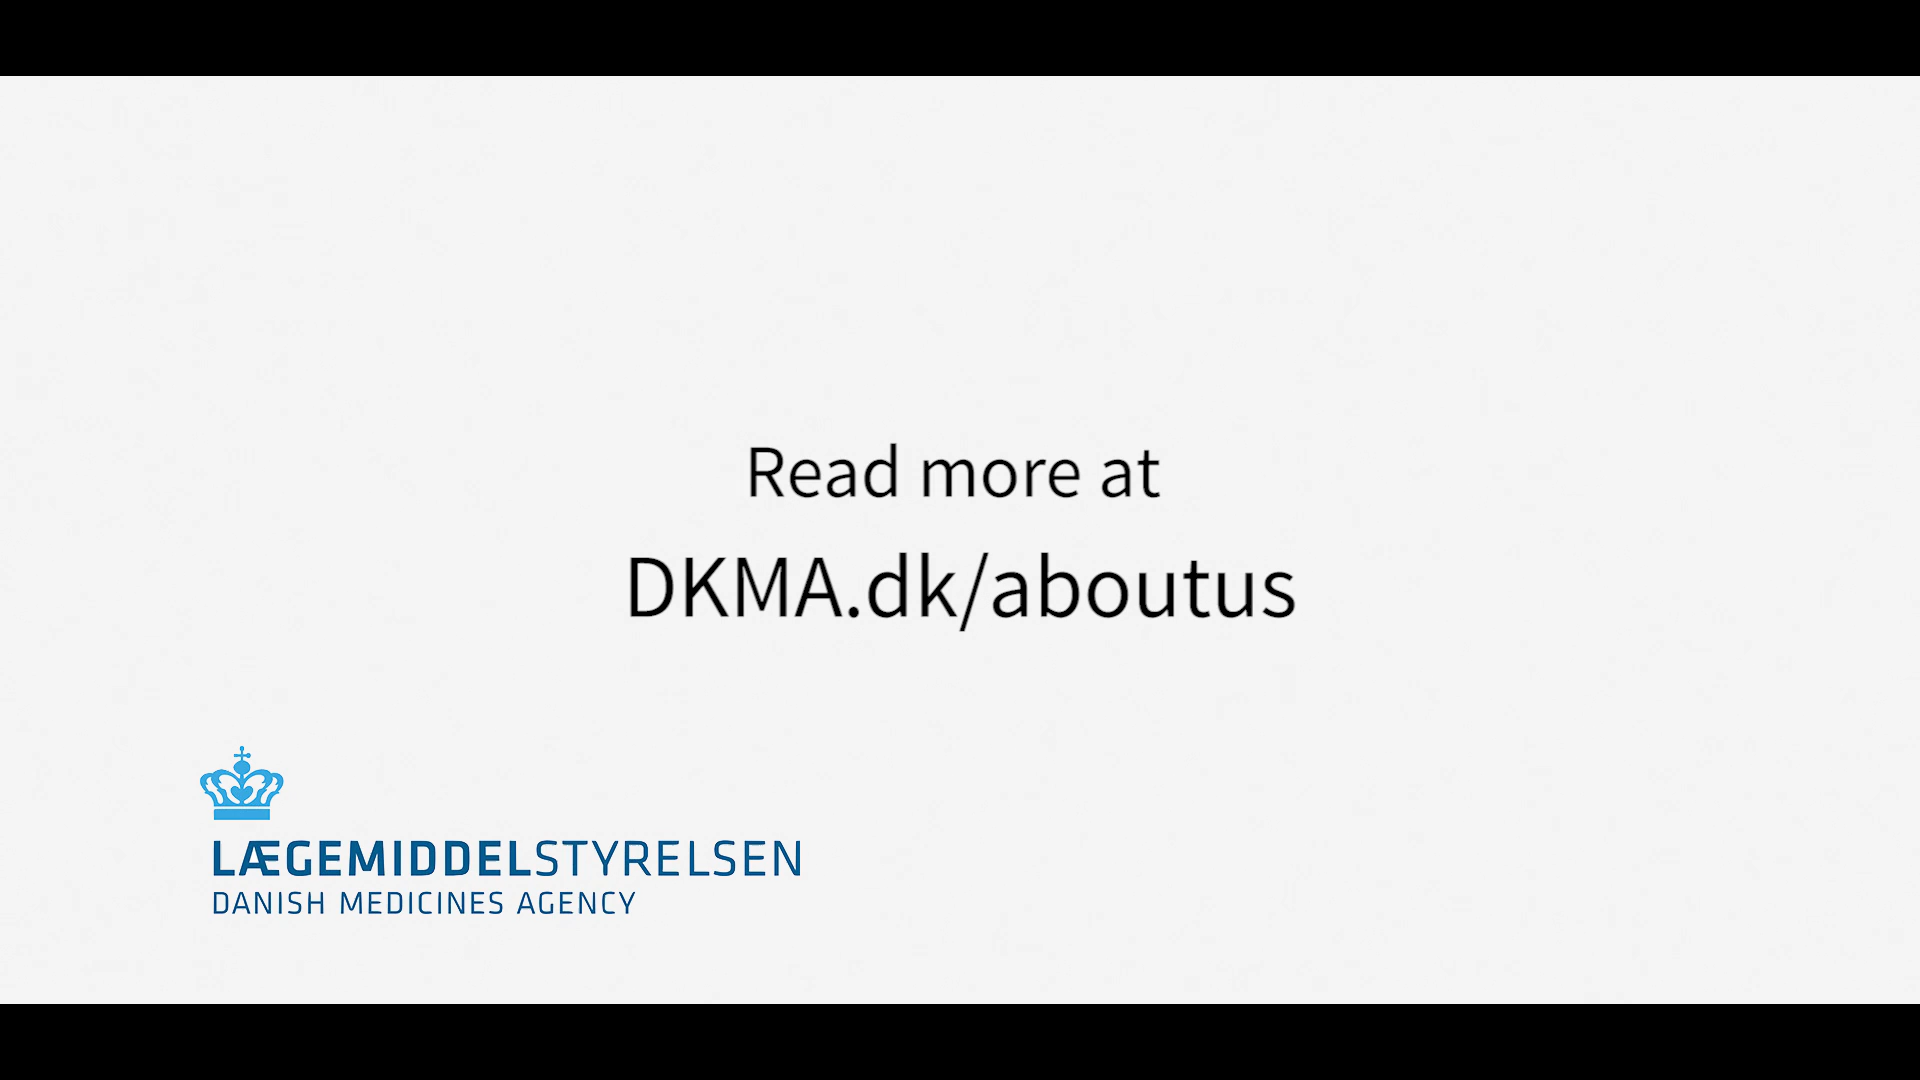 Read more at
DKMA.dk/aboutus
LÆGEMIDDELSTYRELSEN
DANISH MEDICINES AGENCY